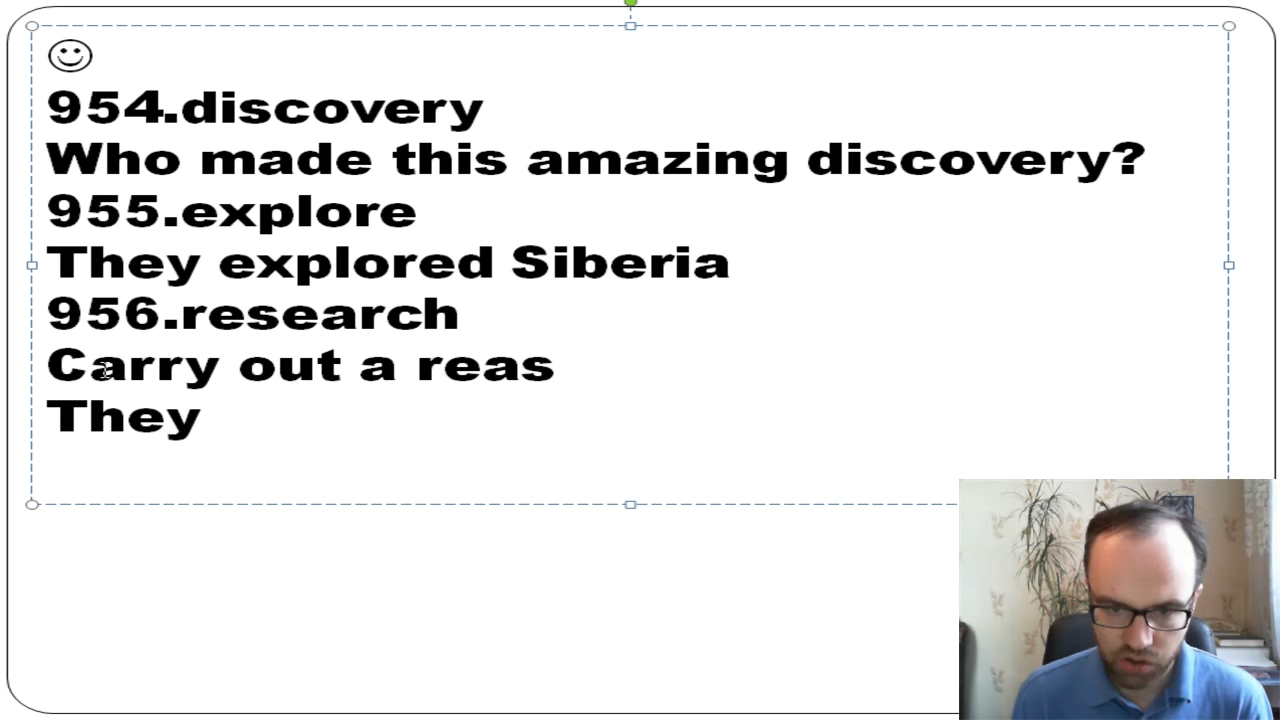 954.discovery
Who made this amazing discovery?
955.explore
They explored Siberia
956.research
Carry out a reas
They